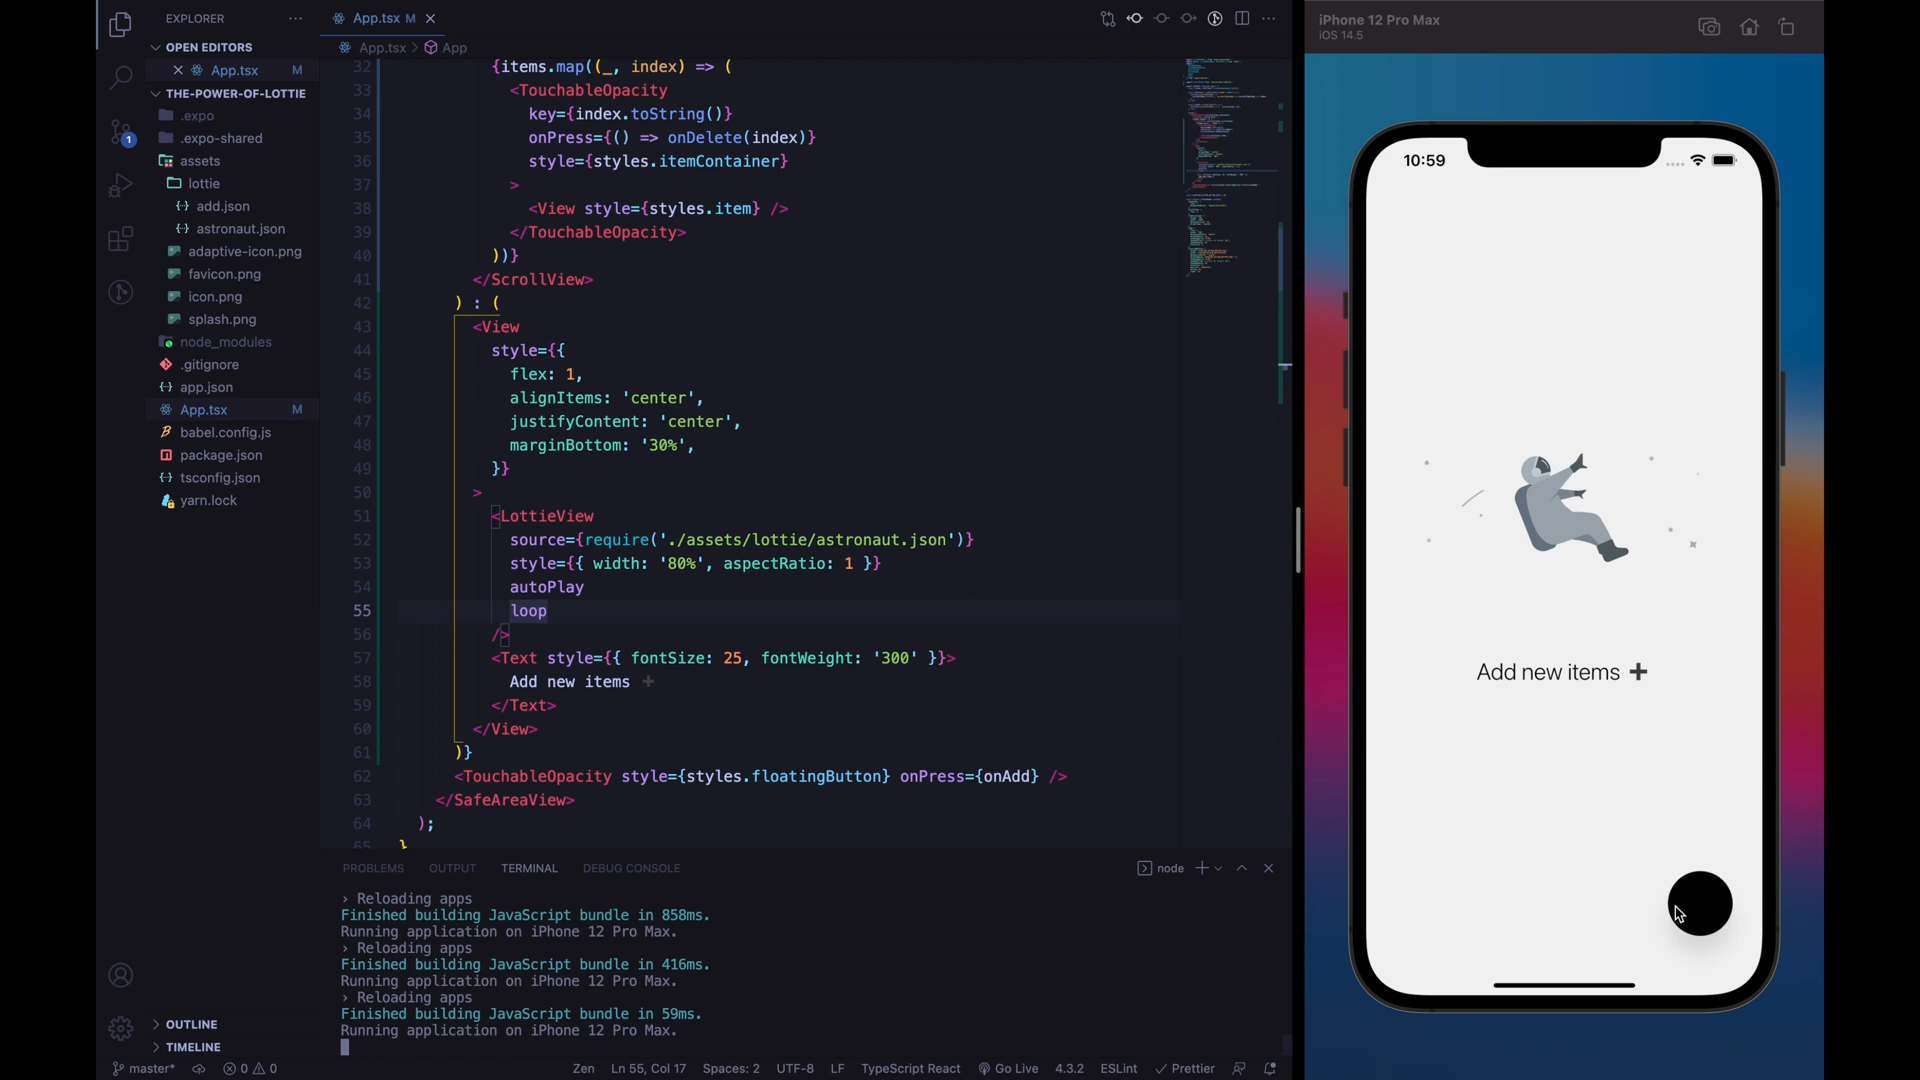 EXPLORER
OPEN EDITORS
App.tsx M
THE-POWER-OF-LOTTIE
.expo
.expo-shared
assets
lottie
add.json
astronaut.json
adaptive-icon.png
favicon.png
icon.png
splash.png
node_modules
.gitignore
app.json
App.tsx M
babel.config.js
package.json
tsconfig.json
yarn.lock
OUTLINE
TIMELINE
1
App.tsx M
App.tsx > App
32 {items.map((_, index) => (
33 <TouchableOpacity
34 key={index.toString()}
35 onPress={() => onDelete(index)}
36 style={styles.itemContainer}
37 >
38 <View style={styles.item} />
39 </TouchableOpacity>
40 ))}
41 </ScrollView>
42 ) : (
43 <View
44 style={{
45 flex: 1,
46 alignItems: 'center',
47 justifyContent: 'center',
48 marginBottom: '30%',
49 }}
50 >
51 <LottieView
52 source={require('./assets/lottie/astronaut.json')}
53 style={{ width: '80%', aspectRatio: 1 }}
54 autoPlay
55 loop
56 />
57 <Text style={{ fontSize: 25, fontWeight: '300' }}>
58 Add new items ➕
59 </Text>
60 </View>
61 )}
62 <TouchableOpacity style={styles.floatingButton} onPress={onAdd} />
63 </SafeAreaView>
64 );
65 }
PROBLEMS OUTPUT TERMINAL DEBUG CONSOLE
node
› Reloading apps
Finished building JavaScript bundle in 858ms.
Running application on iPhone 12 Pro Max.
› Reloading apps
Finished building JavaScript bundle in 416ms.
Running application on iPhone 12 Pro Max.
› Reloading apps
Finished building JavaScript bundle in 59ms.
Running application on iPhone 12 Pro Max.
master* 0 0 Zen Ln 55, Col 17 Spaces: 2 UTF-8 LF TypeScript React Go Live 4.3.2 ESLint Prettier
iPhone 12 Pro Max
iOS 14.5
10:59
Add new items ➕